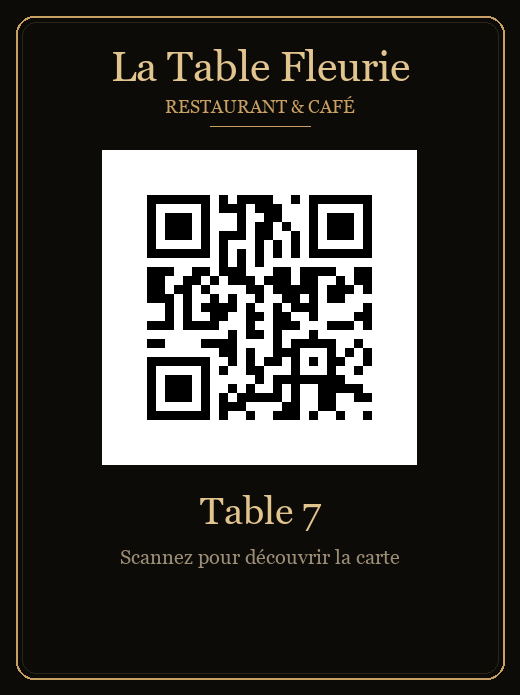 La Table Fleurie
RESTAURANT & CAFÉ
Table 7
Scannez pour découvrir la carte